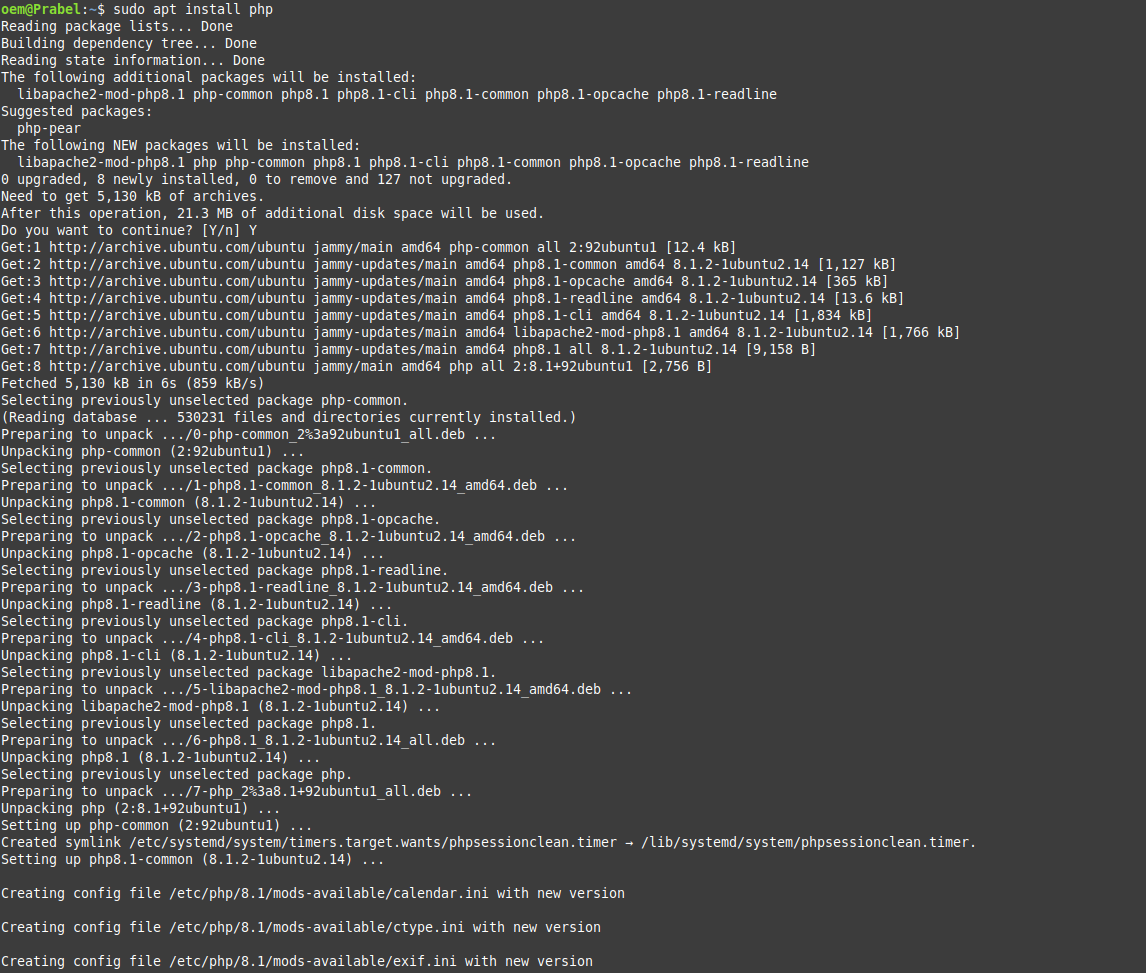 oem@Prabel:~$ sudo apt install php
Reading package lists... Done
Building dependency tree... Done
Reading state information... Done
The following additional packages will be installed:
  libapache2-mod-php8.1 php-common php8.1 php8.1-cli php8.1-common php8.1-opcache php8.1-readline
Suggested packages:
  php-pear
The following NEW packages will be installed:
  libapache2-mod-php8.1 php php-common php8.1 php8.1-cli php8.1-common php8.1-opcache php8.1-readline
0 upgraded, 8 newly installed, 0 to remove and 127 not upgraded.
Need to get 5,130 kB of archives.
After this operation, 21.3 MB of additional disk space will be used.
Do you want to continue? [Y/n] Y
Get:1 http://archive.ubuntu.com/ubuntu jammy/main amd64 php-common all 2:92ubuntu1 [12.4 kB]
Get:2 http://archive.ubuntu.com/ubuntu jammy-updates/main amd64 php8.1-common amd64 8.1.2-1ubuntu2.14 [1,127 kB]
Get:3 http://archive.ubuntu.com/ubuntu jammy-updates/main amd64 php8.1-opcache amd64 8.1.2-1ubuntu2.14 [365 kB]
Get:4 http://archive.ubuntu.com/ubuntu jammy-updates/main amd64 php8.1-readline amd64 8.1.2-1ubuntu2.14 [13.6 kB]
Get:5 http://archive.ubuntu.com/ubuntu jammy-updates/main amd64 php8.1-cli amd64 8.1.2-1ubuntu2.14 [1,834 kB]
Get:6 http://archive.ubuntu.com/ubuntu jammy-updates/main amd64 libapache2-mod-php8.1 amd64 8.1.2-1ubuntu2.14 [1,766 kB]
Get:7 http://archive.ubuntu.com/ubuntu jammy-updates/main amd64 php8.1 all 8.1.2-1ubuntu2.14 [9,158 B]
Get:8 http://archive.ubuntu.com/ubuntu jammy/main amd64 php all 2:8.1+92ubuntu1 [2,756 B]
Fetched 5,130 kB in 6s (859 kB/s)
Selecting previously unselected package php-common.
(Reading database ... 530231 files and directories currently installed.)
Preparing to unpack .../0-php-common_2%3a92ubuntu1_all.deb ...
Unpacking php-common (2:92ubuntu1) ...
Selecting previously unselected package php8.1-common.
Preparing to unpack .../1-php8.1-common_8.1.2-1ubuntu2.14_amd64.deb ...
Unpacking php8.1-common (8.1.2-1ubuntu2.14) ...
Selecting previously unselected package php8.1-opcache.
Preparing to unpack .../2-php8.1-opcache_8.1.2-1ubuntu2.14_amd64.deb ...
Unpacking php8.1-opcache (8.1.2-1ubuntu2.14) ...
Selecting previously unselected package php8.1-readline.
Preparing to unpack .../3-php8.1-readline_8.1.2-1ubuntu2.14_amd64.deb ...
Unpacking php8.1-readline (8.1.2-1ubuntu2.14) ...
Selecting previously unselected package php8.1-cli.
Preparing to unpack .../4-php8.1-cli_8.1.2-1ubuntu2.14_amd64.deb ...
Unpacking php8.1-cli (8.1.2-1ubuntu2.14) ...
Selecting previously unselected package libapache2-mod-php8.1.
Preparing to unpack .../5-libapache2-mod-php8.1_8.1.2-1ubuntu2.14_amd64.deb ...
Unpacking libapache2-mod-php8.1 (8.1.2-1ubuntu2.14) ...
Selecting previously unselected package php8.1.
Preparing to unpack .../6-php8.1_8.1.2-1ubuntu2.14_all.deb ...
Unpacking php8.1 (8.1.2-1ubuntu2.14) ...
Selecting previously unselected package php.
Preparing to unpack .../7-php_2%3a8.1+92ubuntu1_all.deb ...
Unpacking php (2:8.1+92ubuntu1) ...
Setting up php-common (2:92ubuntu1) ...
Created symlink /etc/systemd/system/timers.target.wants/phpsessionclean.timer → /lib/systemd/system/phpsessionclean.timer.
Setting up php8.1-common (8.1.2-1ubuntu2.14) ...

Creating config file /etc/php/8.1/mods-available/calendar.ini with new version

Creating config file /etc/php/8.1/mods-available/ctype.ini with new version

Creating config file /etc/php/8.1/mods-available/exif.ini with new version